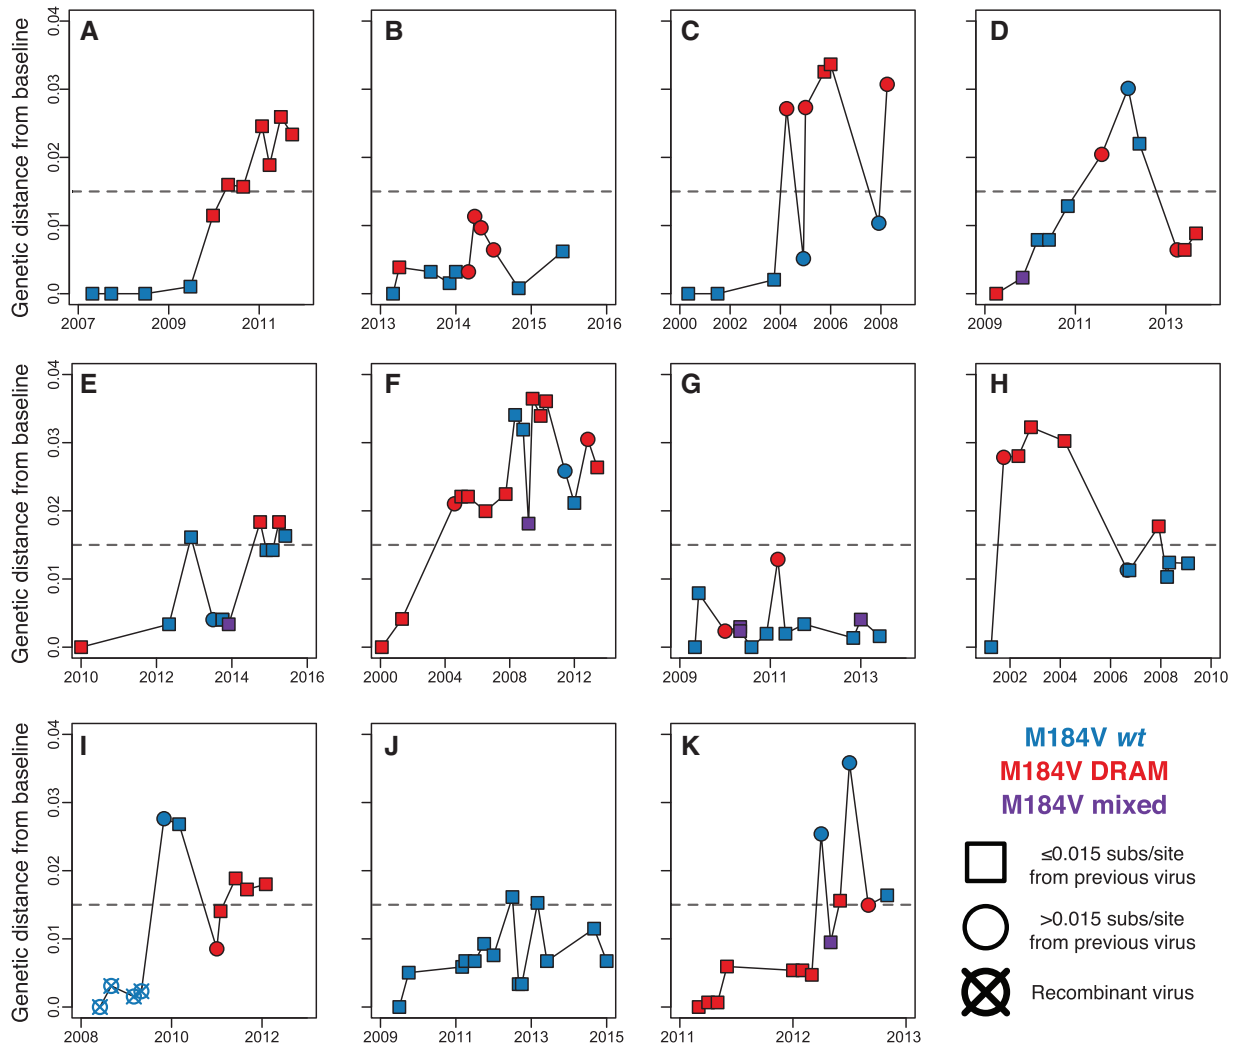 A
B
C
D
Genetic distance from baseline
0.04
0.03
0.02
0.01
0.0
2007 2009 2011
2013 2014 2015 2016
2000 2002 2004 2006 2008
2009 2011 2013
E
F
G
H
Genetic distance from baseline
0.04
0.03
0.02
0.01
0.0
2010 2012 2014 2016
2000 2004 2008 2012
2009 2011 2013
2002 2004 2006 2008 2010
I
J
K
Genetic distance from baseline
0.04
0.03
0.02
0.01
0.0
2008 2010 2012
2009 2011 2013 2015
2011 2012 2013
M184V wt
M184V DRAM
M184V mixed
≤0.015 subs/site
from previous virus
>0.015 subs/site
from previous virus
Recombinant virus